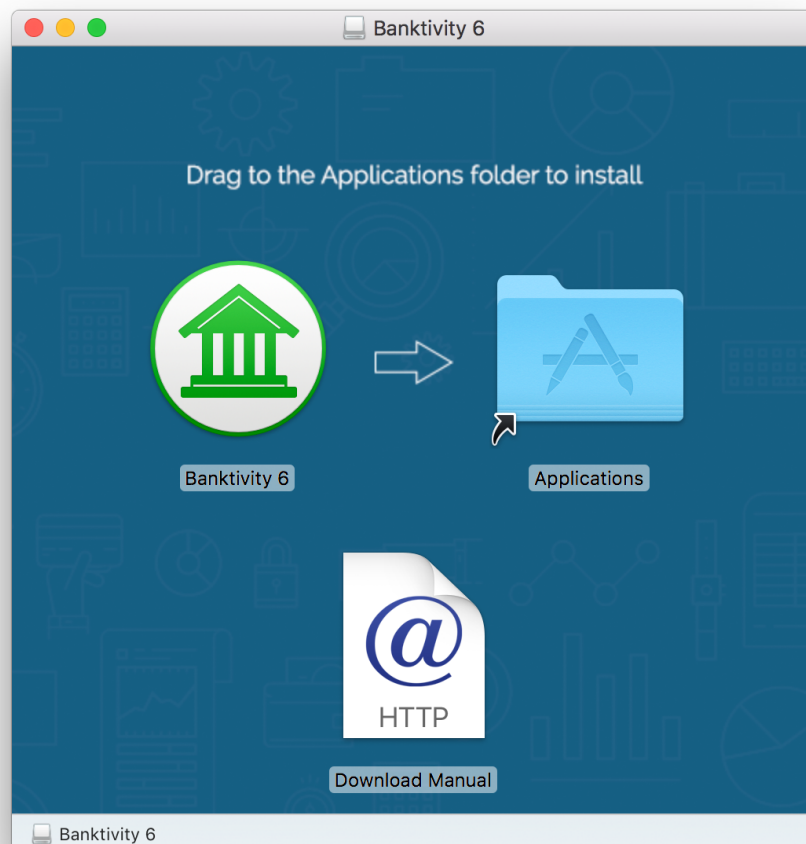 Banktivity 6
Drag to the Applications folder to install
Banktivity 6
Applications
@
HTTP
Download Manual
Banktivity 6